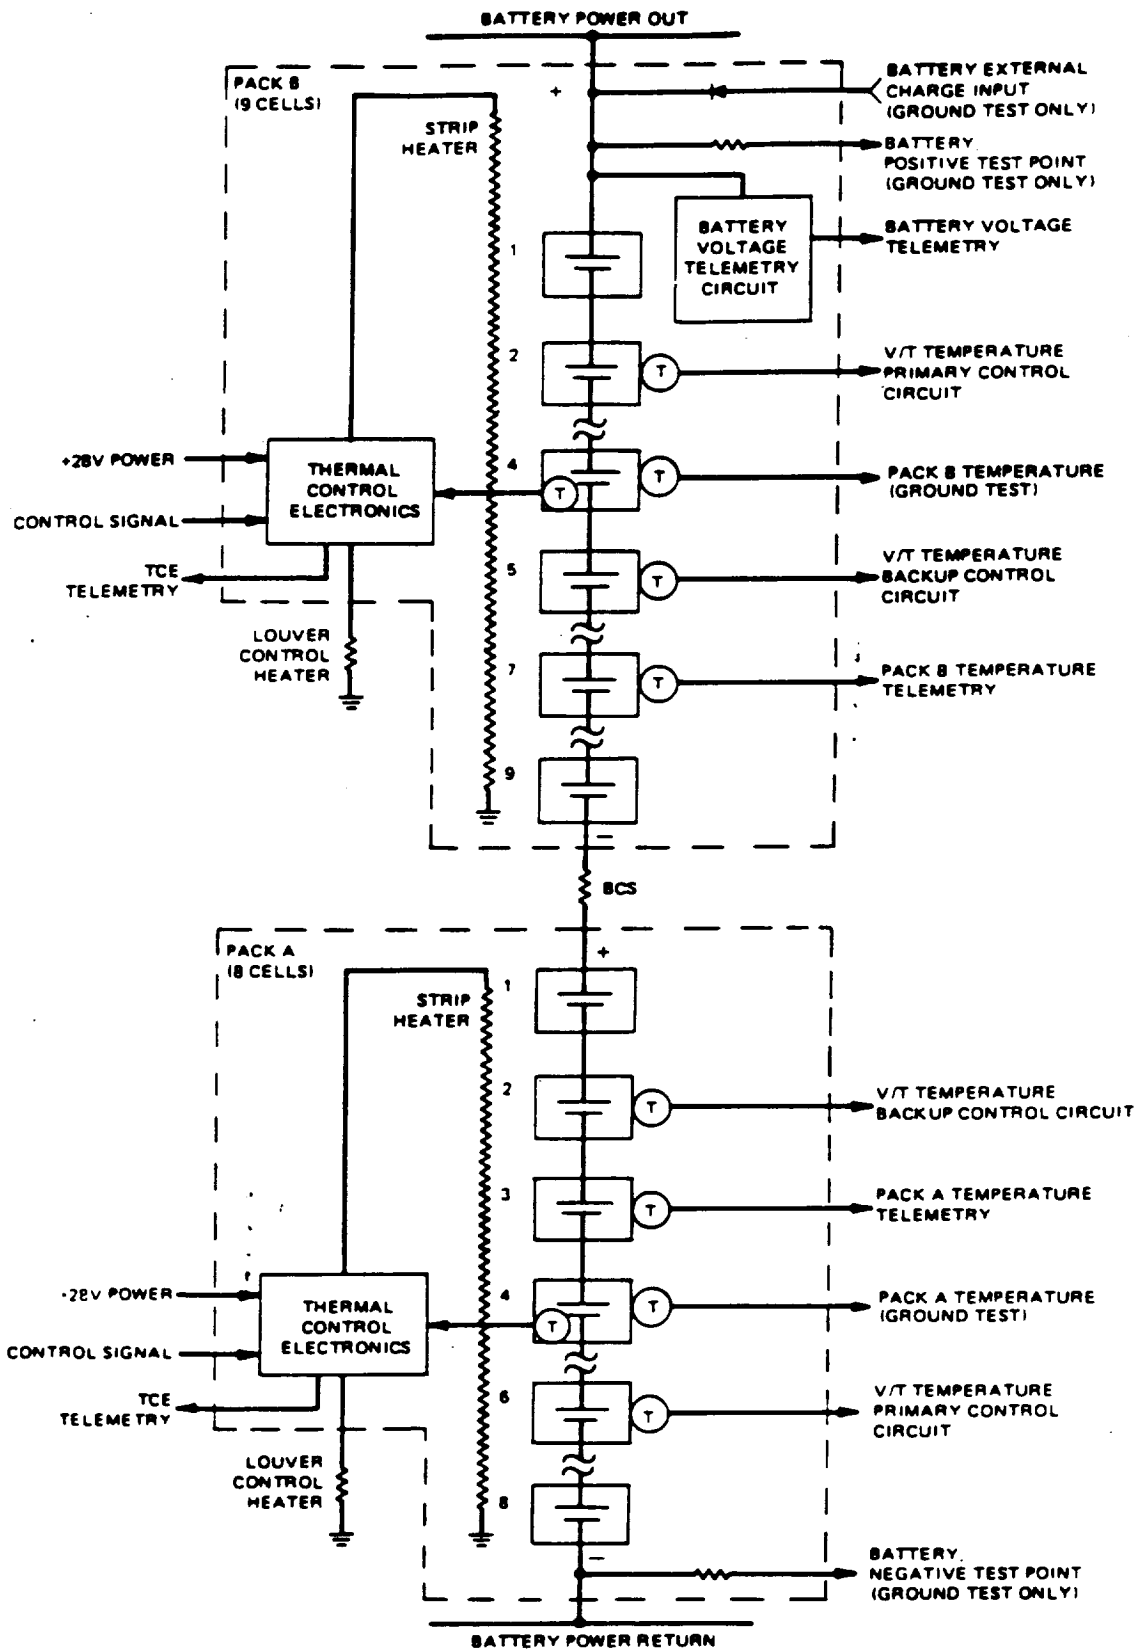 BATTERY POWER OUT
PACK B
(9 CELLS)
+
BATTERY EXTERNAL
CHARGE INPUT
(GROUND TEST ONLY)
STRIP
HEATER
BATTERY
POSITIVE TEST POINT
(GROUND TEST ONLY)
BATTERY
VOLTAGE
TELEMETRY
CIRCUIT
BATTERY VOLTAGE
TELEMETRY
1
2
T
V/T TEMPERATURE
PRIMARY CONTROL
CIRCUIT
+28V POWER
THERMAL
CONTROL
ELECTRONICS
4
T
T
PACK B TEMPERATURE
(GROUND TEST)
CONTROL SIGNAL
TCE
TELEMETRY
5
T
V/T TEMPERATURE
BACKUP CONTROL
CIRCUIT
LOUVER
CONTROL
HEATER
7
T
PACK B TEMPERATURE
TELEMETRY
9
–
BCS
PACK A
(8 CELLS)
+
STRIP
HEATER
1
2
T
V/T TEMPERATURE
BACKUP CONTROL CIRCUIT
3
T
PACK A TEMPERATURE
TELEMETRY
+28V POWER
THERMAL
CONTROL
ELECTRONICS
4
T
T
PACK A TEMPERATURE
(GROUND TEST)
CONTROL SIGNAL
TCE
TELEMETRY
6
T
V/T TEMPERATURE
PRIMARY CONTROL
CIRCUIT
LOUVER
CONTROL
HEATER
8
–
BATTERY
NEGATIVE TEST POINT
(GROUND TEST ONLY)
BATTERY POWER RETURN